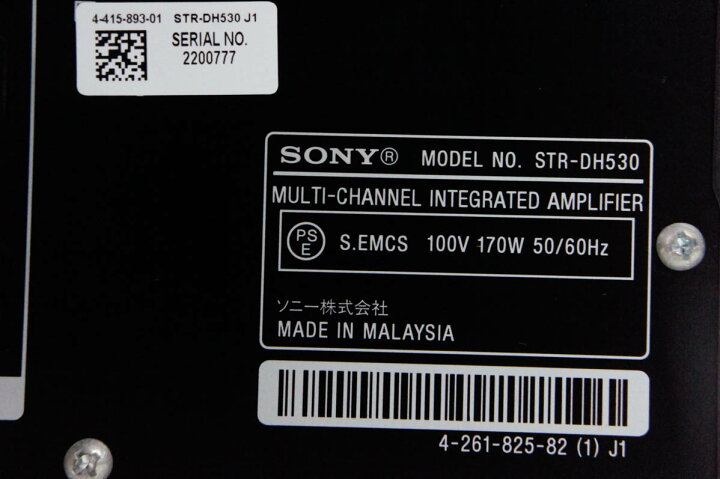 4-415-893-01 STR-DH530 J1
SERIAL NO.
2200777
SONY® MODEL NO. STR-DH530
MULTI-CHANNEL INTEGRATED AMPLIFIER
PS
E
S.EMCS 100V 170W 50/60Hz
ソニー株式会社
MADE IN MALAYSIA
4-261-825-82 (1) J1